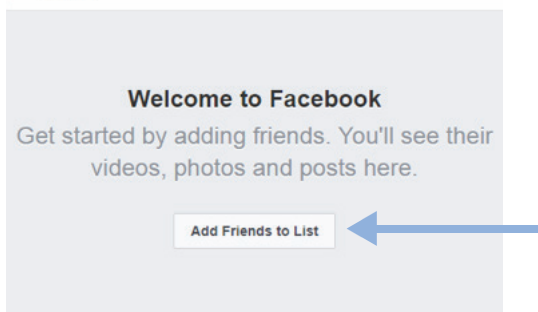 Welcome to Facebook
Get started by adding friends. You'll see their
videos, photos and posts here.
Add Friends to List